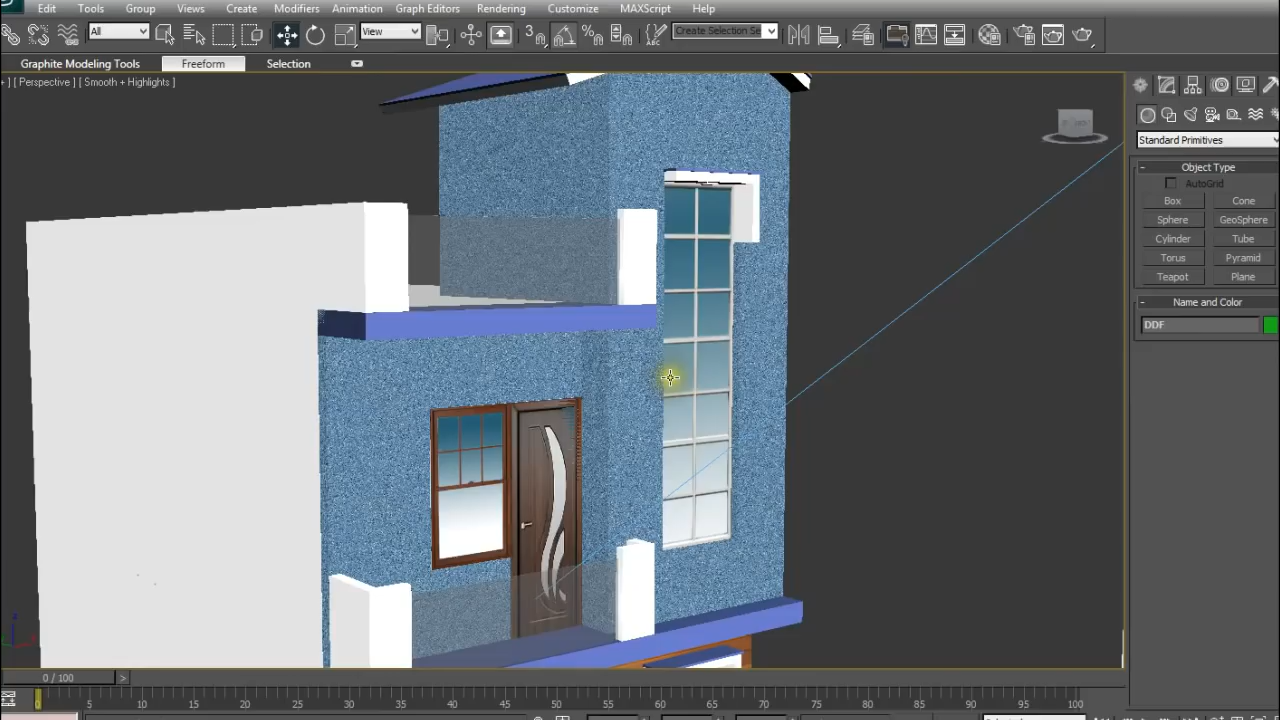 Edit Tools Group Views Create Modifiers Animation Graph Editors Rendering Customize MAXScript Help
All View 3 Create Selection Se
Graphite Modeling Tools Freeform Selection
] [ Perspective ] [ Smooth + Highlights ]
Standard Primitives
- Object Type
AutoGrid
Box Cone
Sphere GeoSphere
Cylinder Tube
Torus Pyramid
Teapot Plane
- Name and Color
DDF
0 / 100 >
0 5 10 15 20 25 30 35 40 45 50 55 60 65 70 75 80 85 90 95 100